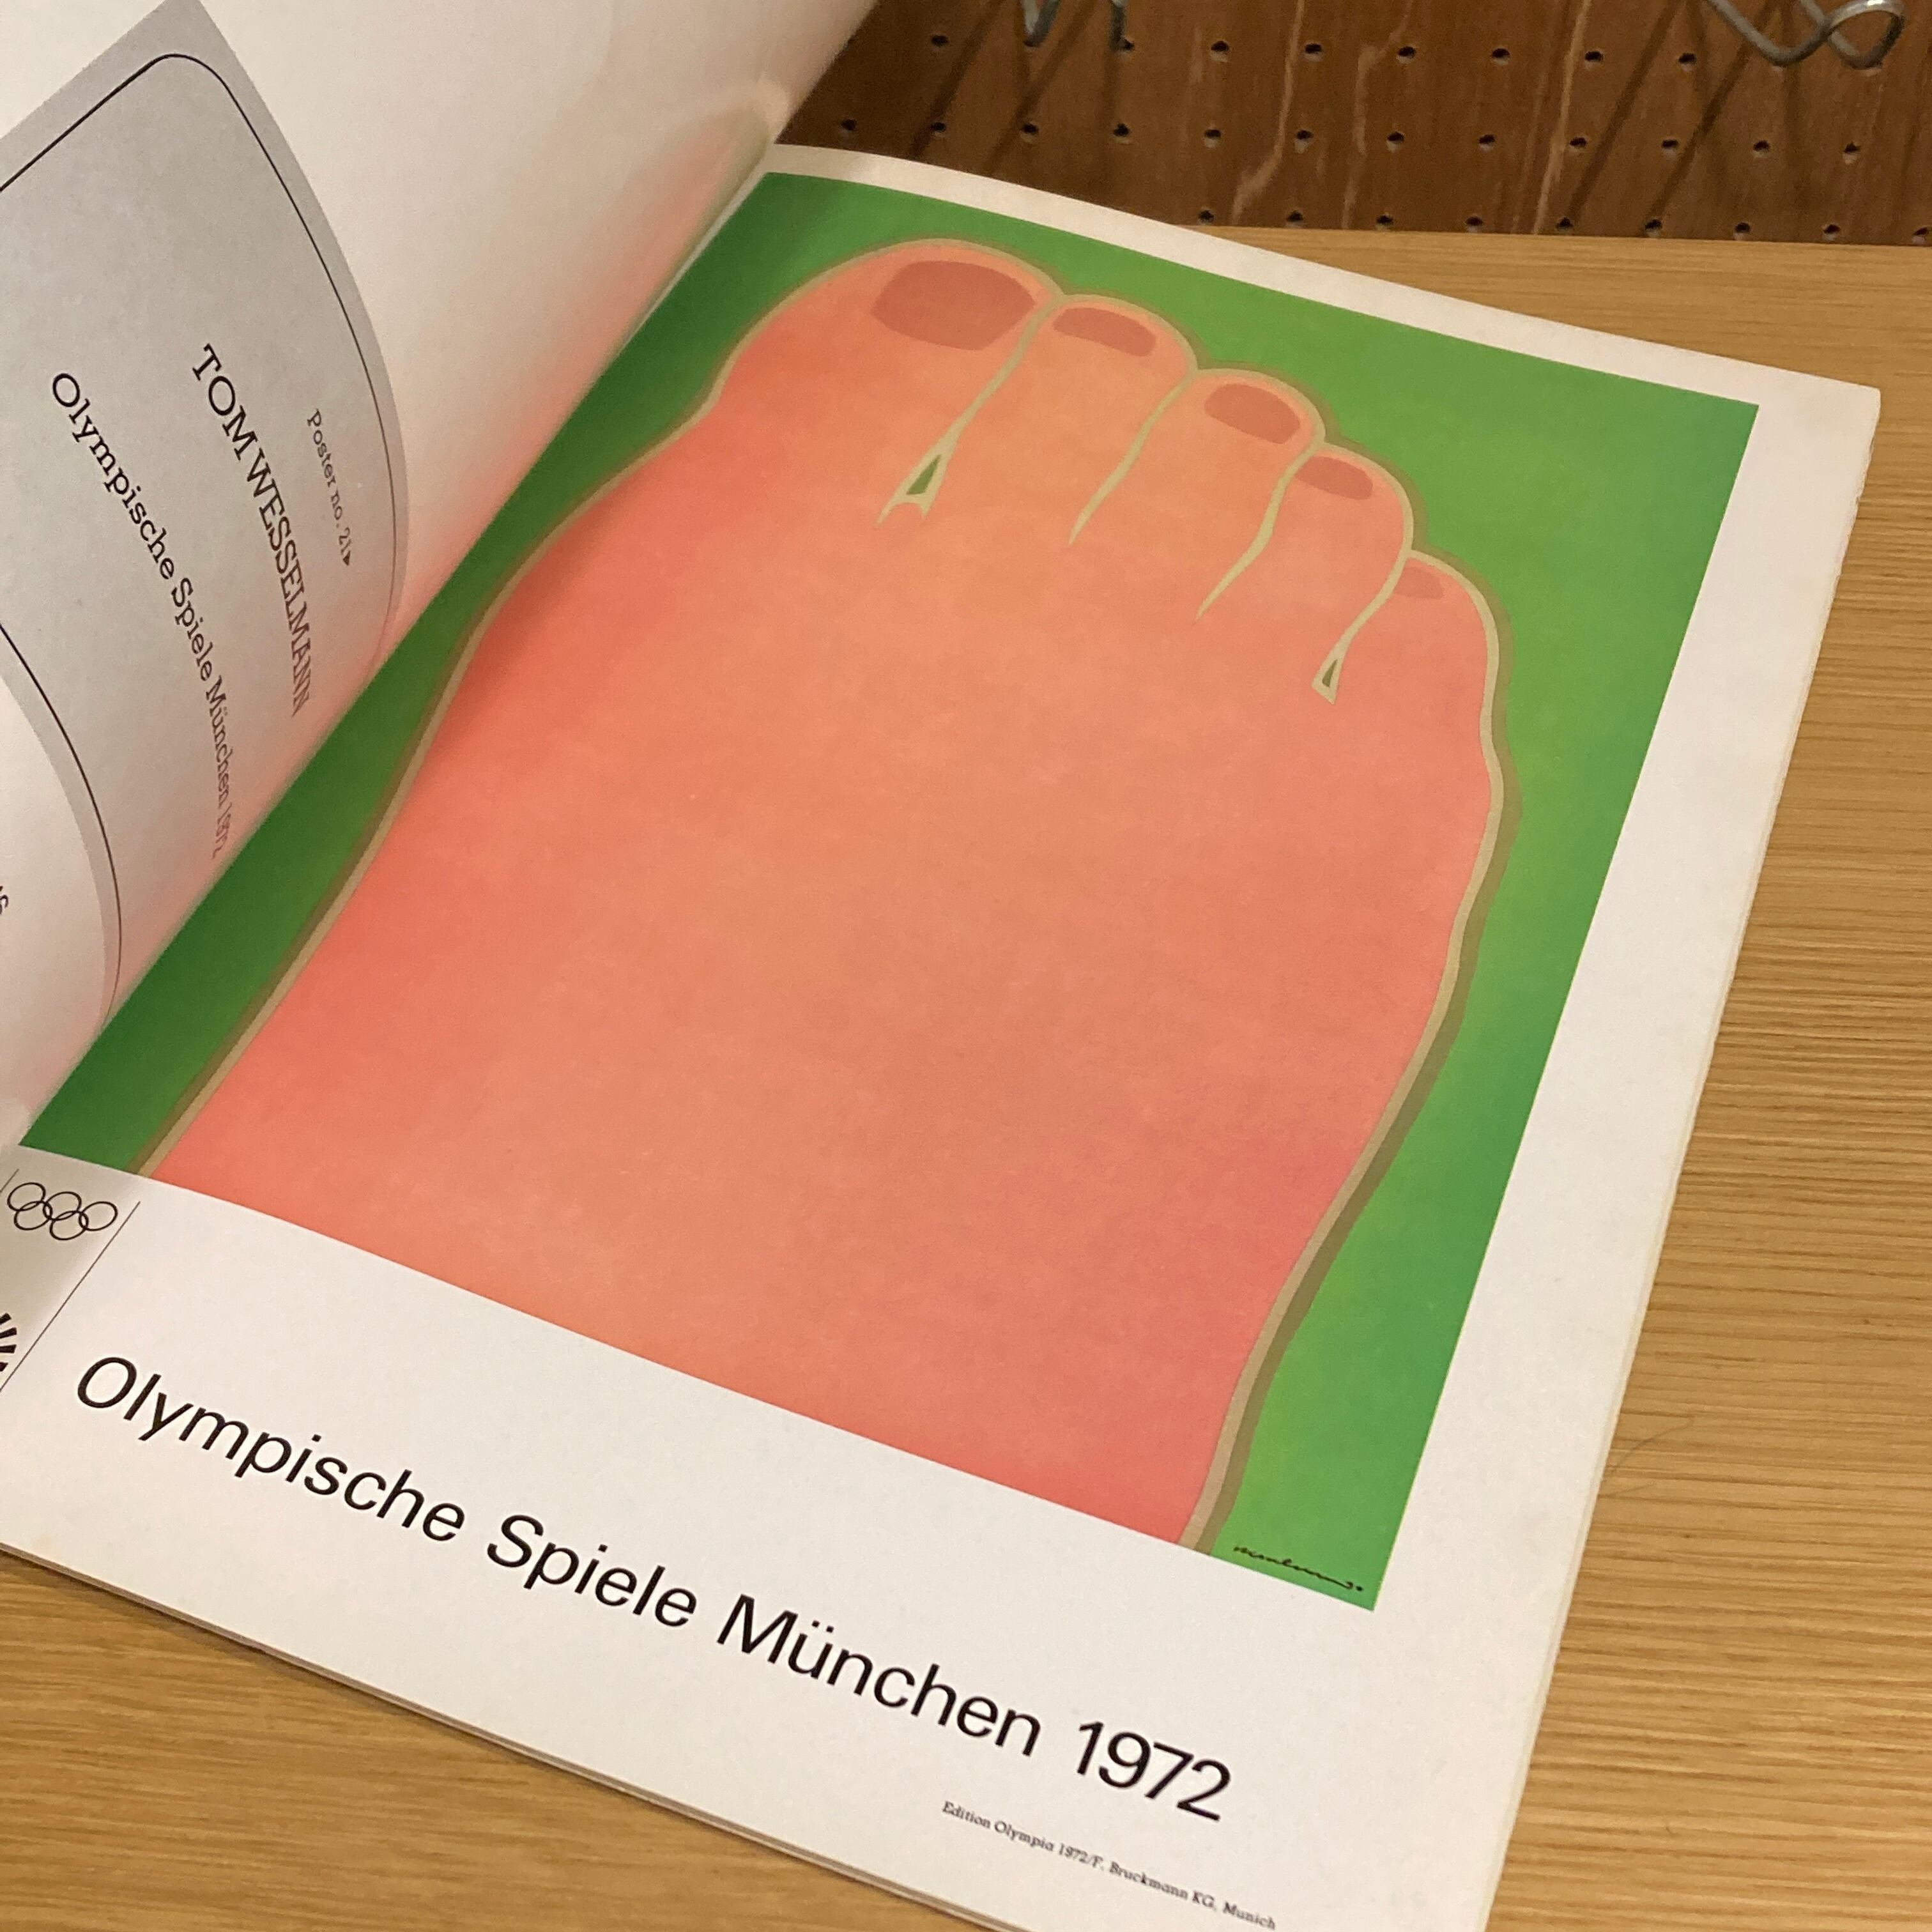 Poster no. 21
TOM WESSELMANN
Olympische Spiele München 1972
Olympische Spiele München 1972
Edition Olympia 1972/F. Bruckmann KG, Munich